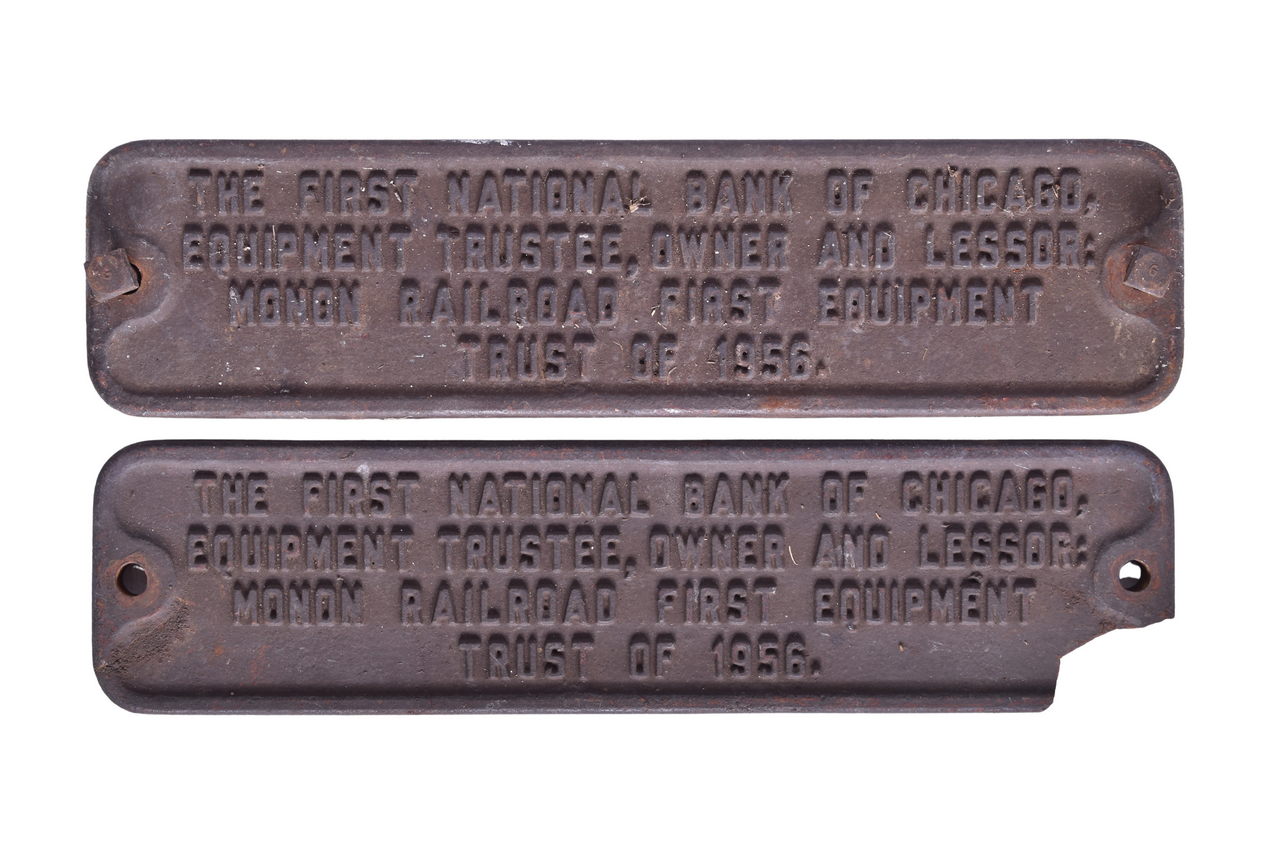 THE FIRST NATIONAL BANK OF CHICAGO,
EQUIPMENT TRUSTEE, OWNER AND LESSOR:
MONON RAILROAD FIRST EQUIPMENT
TRUST OF 1956.
THE FIRST NATIONAL BANK OF CHICAGO,
EQUIPMENT TRUSTEE, OWNER AND LESSOR:
MONON RAILROAD FIRST EQUIPMENT
TRUST OF 1956.